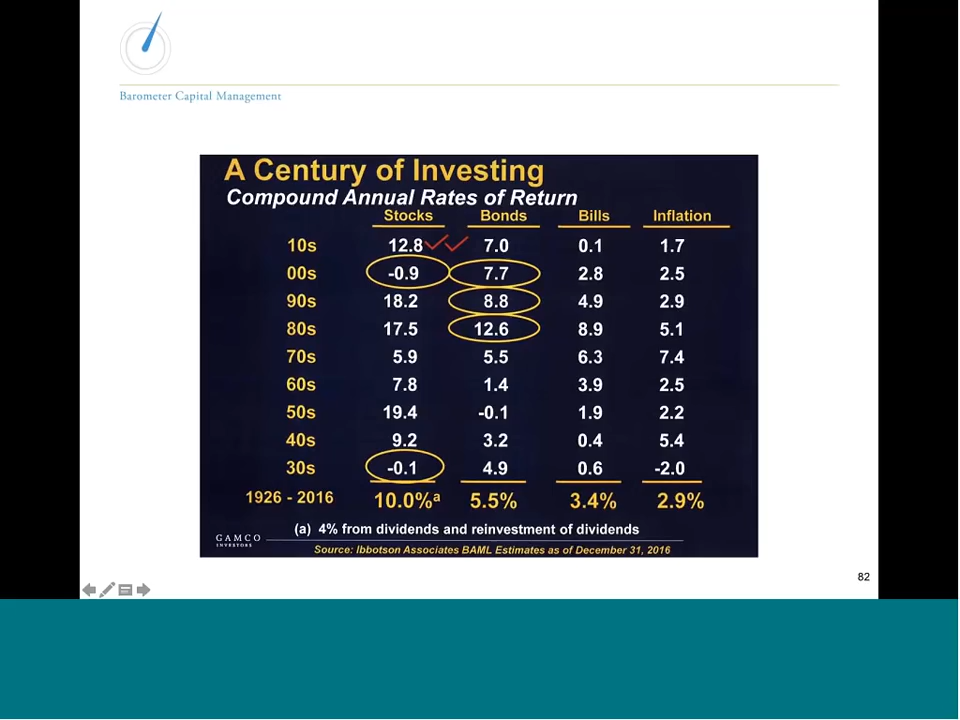 Barometer Capital Management
A Century of Investing
Compound Annual Rates of Return
Stocks Bonds Bills Inflation
10s 12.8 7.0 0.1 1.7
00s -0.9 7.7 2.8 2.5
90s 18.2 8.8 4.9 2.9
80s 17.5 12.6 8.9 5.1
70s 5.9 5.5 6.3 7.4
60s 7.8 1.4 3.9 2.5
50s 19.4 -0.1 1.9 2.2
40s 9.2 3.2 0.4 5.4
30s -0.1 4.9 0.6 -2.0
1926 - 2016 10.0%ᵃ 5.5% 3.4% 2.9%
(a) 4% from dividends and reinvestment of dividends
GAMCO
INVESTORS
Source: Ibbotson Associates BAML Estimates as of December 31, 2016
82